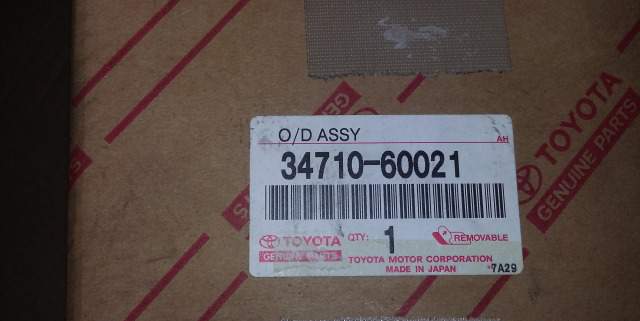 O/D ASSY
AH
34710-60021
TOYOTA
GENUINE PARTS
QTY: 1
REMOVABLE
TOYOTA MOTOR CORPORATION
MADE IN JAPAN
*7A29
TOYOTA
GENUINE PARTS